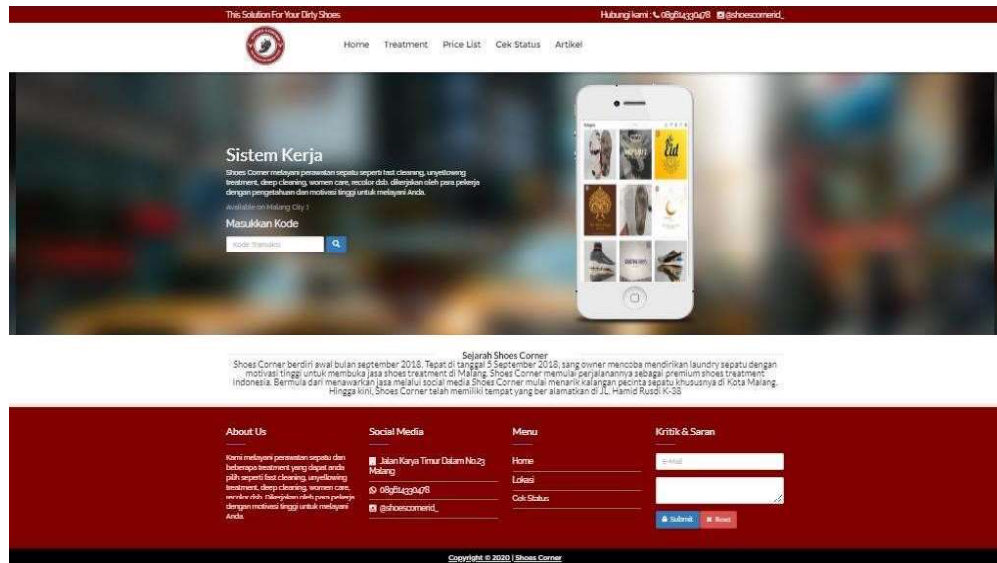 This Solution For Your Dirty Shoes
Hubungi kami : @shoescornerid_
Home Treatment Price List Cek Status Artikel
Sistem Kerja
Shoes Corner melayani perawatan sepatu seperti fast cleaning, unyellowing
treatment, deep cleaning, women care, recolor dsb. dikerjakan oleh para pekerja
dengan pengetahuan dan motivasi tinggi untuk melayani Anda.
Available on Malang City !
Masukkan Kode
Kode Transaksi
Eid
Sejarah Shoes Corner
Shoes Corner berdiri awal bulan september 2018. Tepat di tanggal 5 September 2018, sang owner mencoba mendirikan laundry sepatu dengan
motivasi tinggi untuk membuka jasa shoes treatment di Malang. Shoes Corner memulai perjalanannya sebagai premium shoes treatment
Indonesia. Bermula dari menawarkan jasa melalui social media Shoes Corner mulai menarik kalangan pecinta sepatu khususnya di Kota Malang.
Hingga kini, Shoes Corner telah memiliki tempat yang ber alamatkan di JL. Hamid Rusdi K-38
About Us
Kami melayani perawatan sepatu dan
beberapa treatment yang dapat anda
pilih seperti fast cleaning, unyellowing
treatment, deep cleaning, women care,
recolor dsb. Dikerjakan oleh para pekerja
dengan motivasi tinggi untuk melayani
Anda.
Social Media
Jalan Karya Timur Dalam No.23
Malang
@shoescornerid_
Menu
Home
Lokasi
Cek Status
Kritik & Saran
E-Mail
Submit Reset
Copyright © 2020 | Shoes Corner